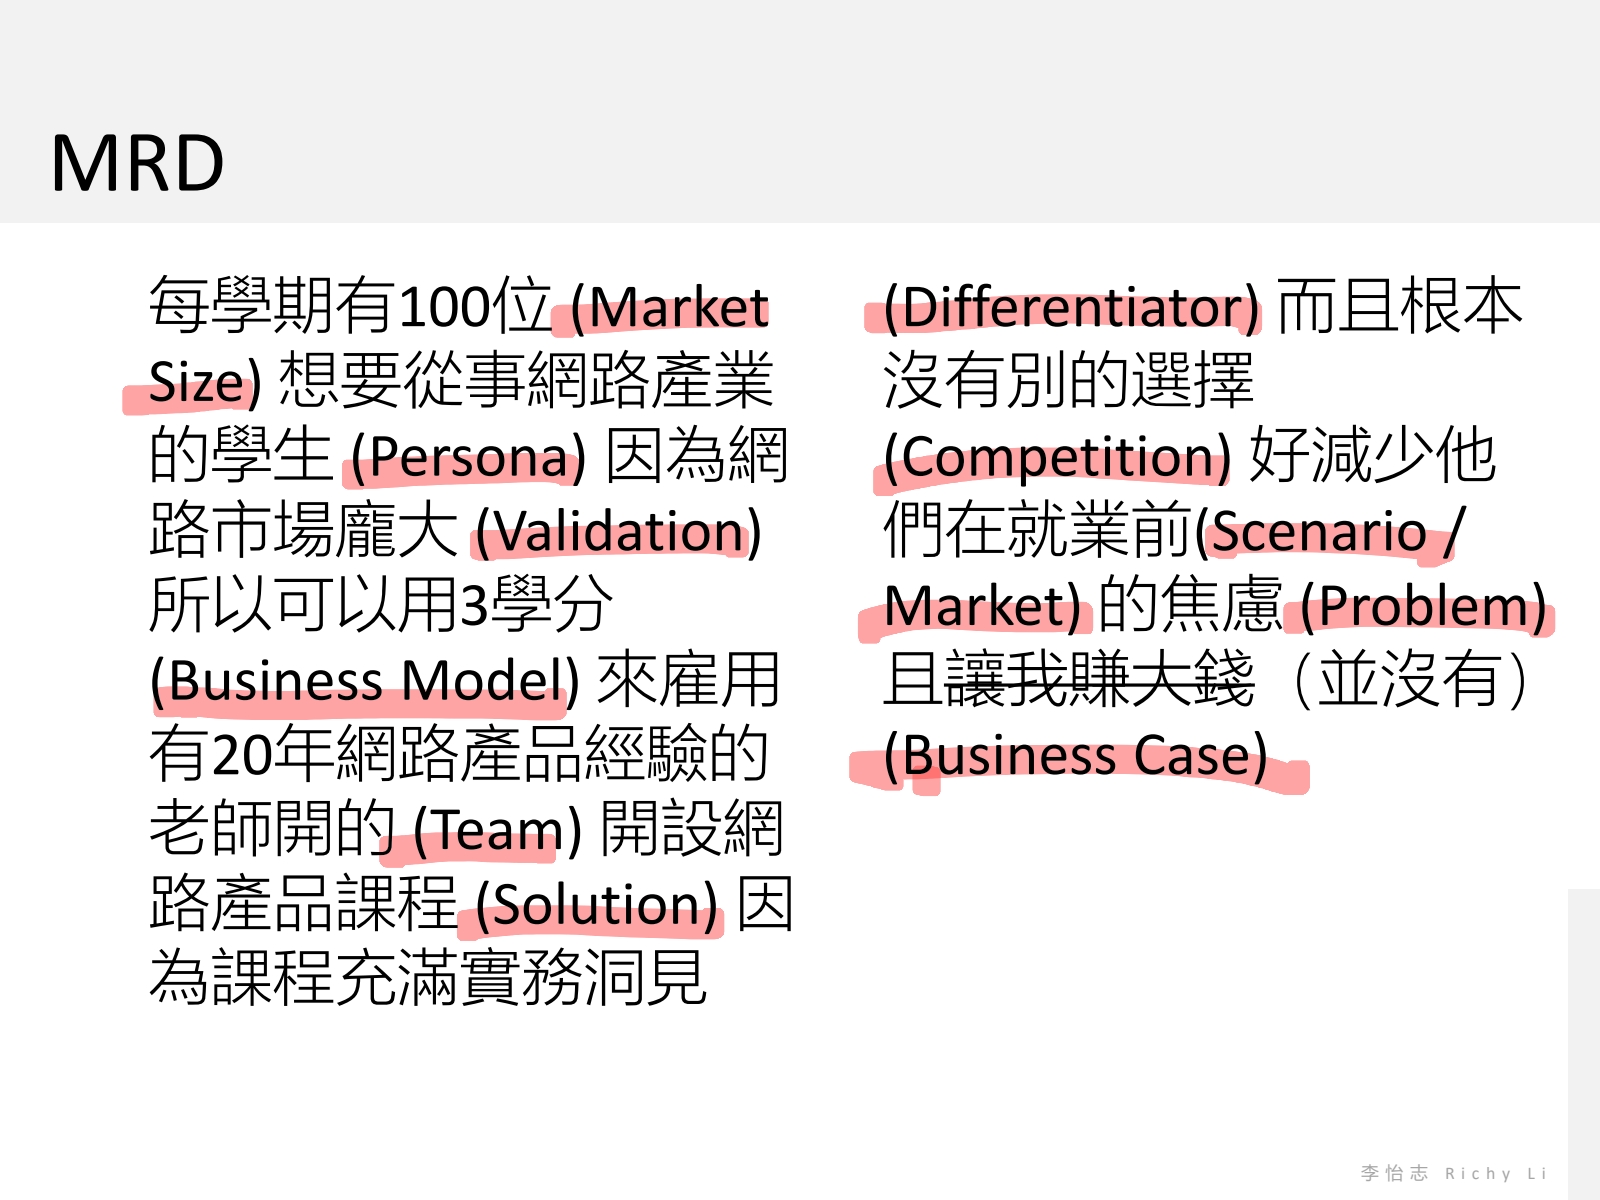 MRD
每學期有100位 (Market
Size) 想要從事網路產業
的學生 (Persona) 因為網
路市場龐大 (Validation)
所以可以用3學分
(Business Model) 來雇用
有20年網路產品經驗的
老師開的 (Team) 開設網
路產品課程 (Solution) 因
為課程充滿實務洞見
(Differentiator) 而且根本
沒有別的選擇
(Competition) 好減少他
們在就業前(Scenario /
Market) 的焦慮 (Problem)
且讓我賺大錢（並沒有）
(Business Case)
李怡志 Richy Li